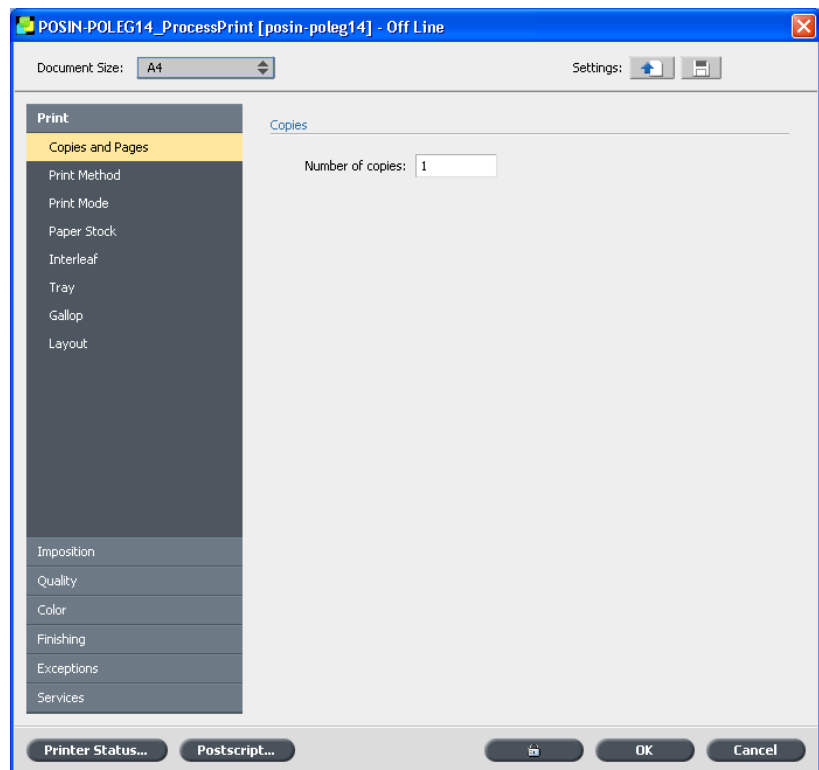 POSIN-POLEG14_ProcessPrint [posin-poleg14] - Off Line
Document Size: A4 Settings:
Print
Copies and Pages
Print Method
Print Mode
Paper Stock
Interleaf
Tray
Gallop
Layout
Imposition
Quality
Color
Finishing
Exceptions
Services
Copies
Number of copies: 1
Printer Status... Postscript... OK Cancel